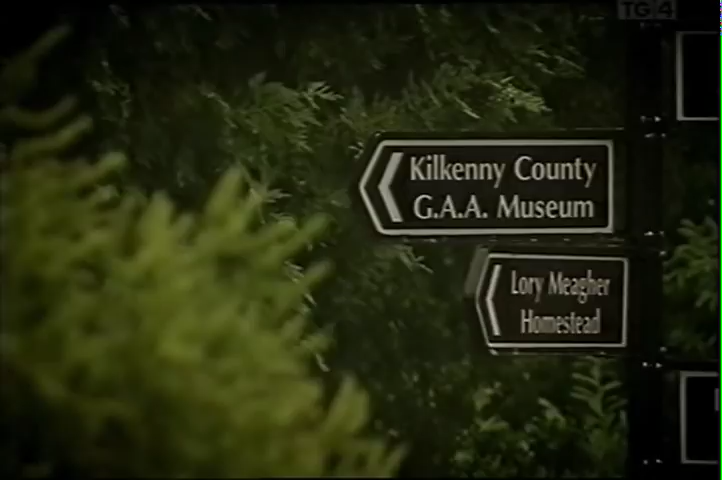 TG4
Kilkenny County
G.A.A. Museum
Lory Meagher
Homestead